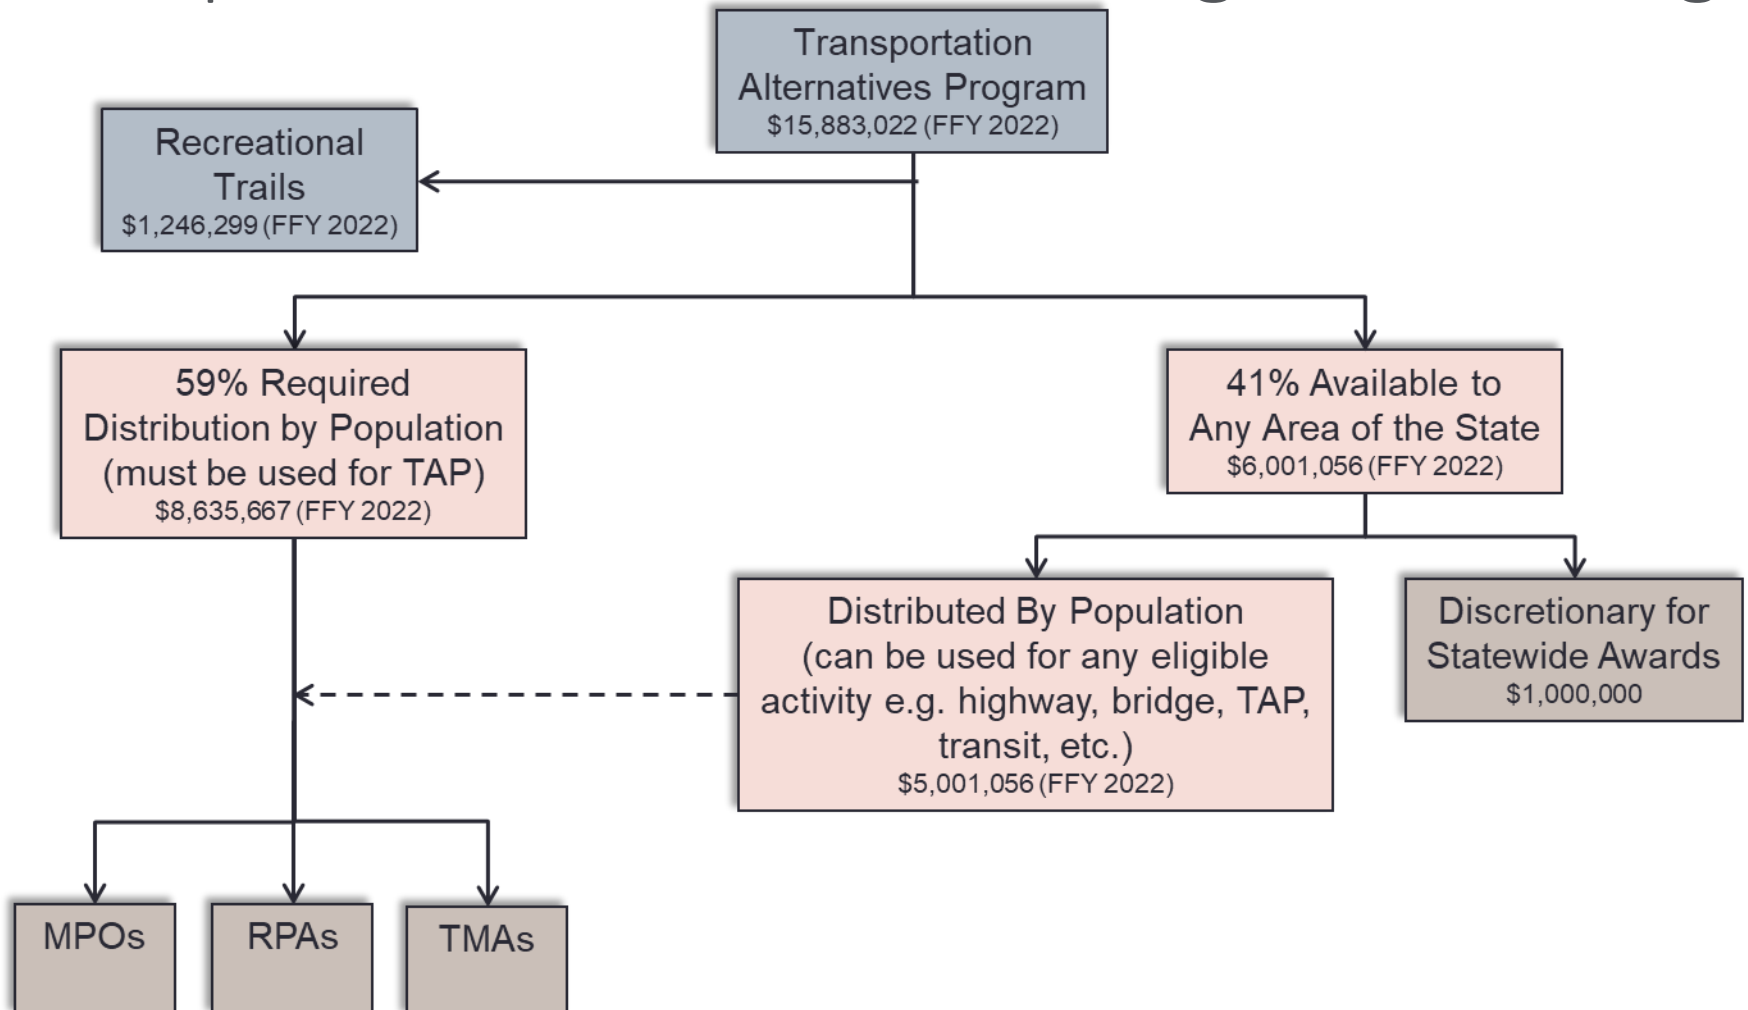 Transportation
Alternatives Program
$15,883,022 (FFY 2022)
Recreational
Trails
$1,246,299 (FFY 2022)
59% Required
Distribution by Population
(must be used for TAP)
$8,635,667 (FFY 2022)
41% Available to
Any Area of the State
$6,001,056 (FFY 2022)
Distributed By Population
(can be used for any eligible
activity e.g. highway, bridge, TAP,
transit, etc.)
$5,001,056 (FFY 2022)
Discretionary for
Statewide Awards
$1,000,000
MPOs
RPAs
TMAs